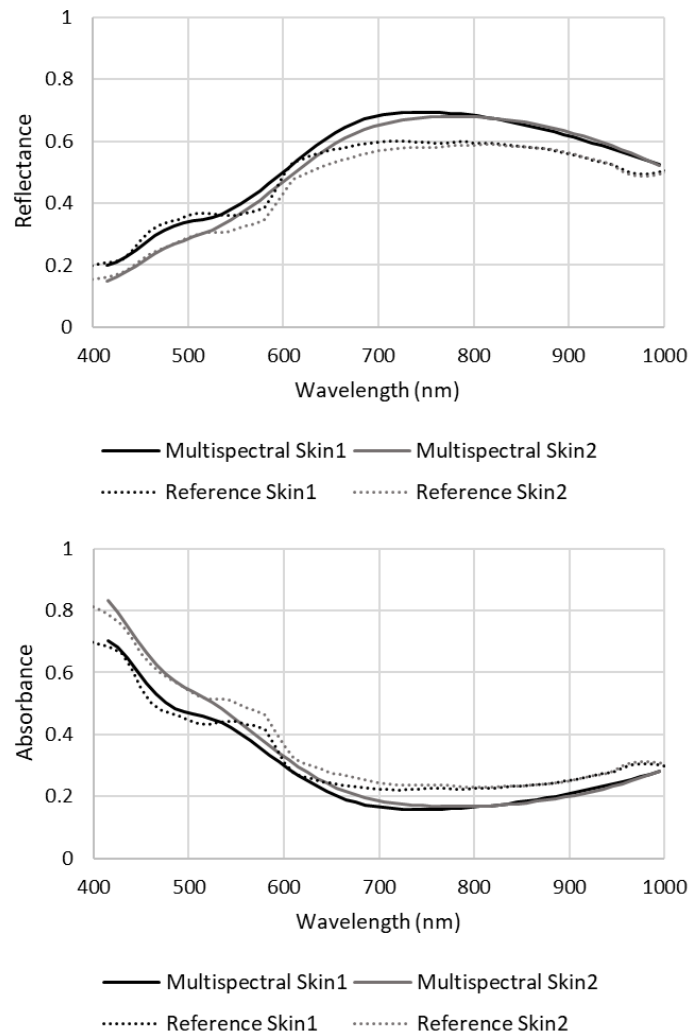 1
0.8
0.6
0.4
0.2
0
Reflectance
400 500 600 700 800 900 1000
Wavelength (nm)
Multispectral Skin1 Multispectral Skin2
Reference Skin1 Reference Skin2
1
0.8
0.6
0.4
0.2
0
Absorbance
400 500 600 700 800 900 1000
Wavelength (nm)
Multispectral Skin1 Multispectral Skin2
Reference Skin1 Reference Skin2